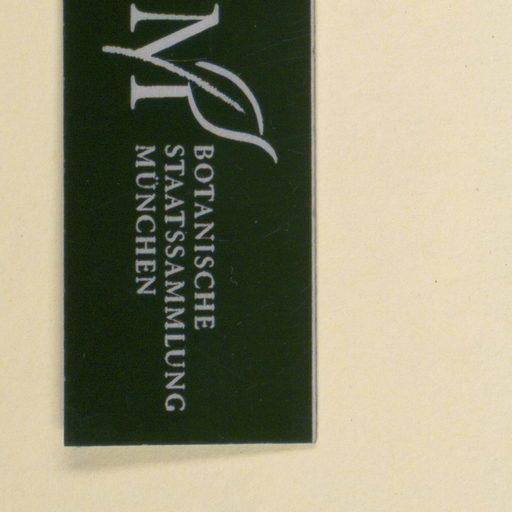 M
BOTANISCHE
STAATSSAMMLUNG
MÜNCHEN